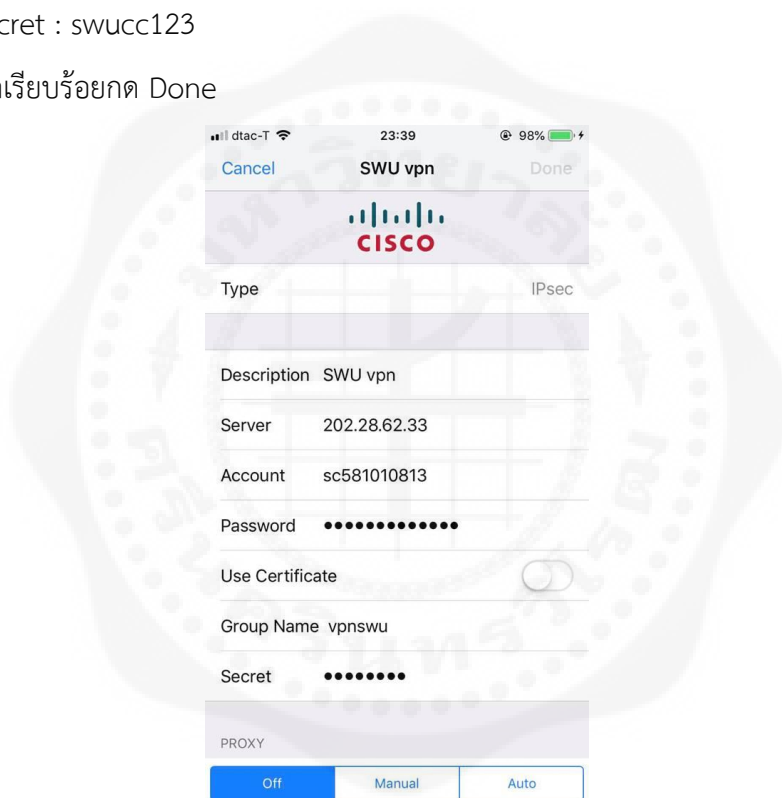 cret : swucc123
เรียบร้อยกด Done
dtac-T 23:39 98%
Cancel SWU vpn Done
CISCO
Type IPsec
Description SWU vpn
Server 202.28.62.33
Account sc581010813
Password ●●●●●●●●●●●●●
Use Certificate
Group Name vpnswu
Secret ●●●●●●●●
PROXY
Off Manual Auto